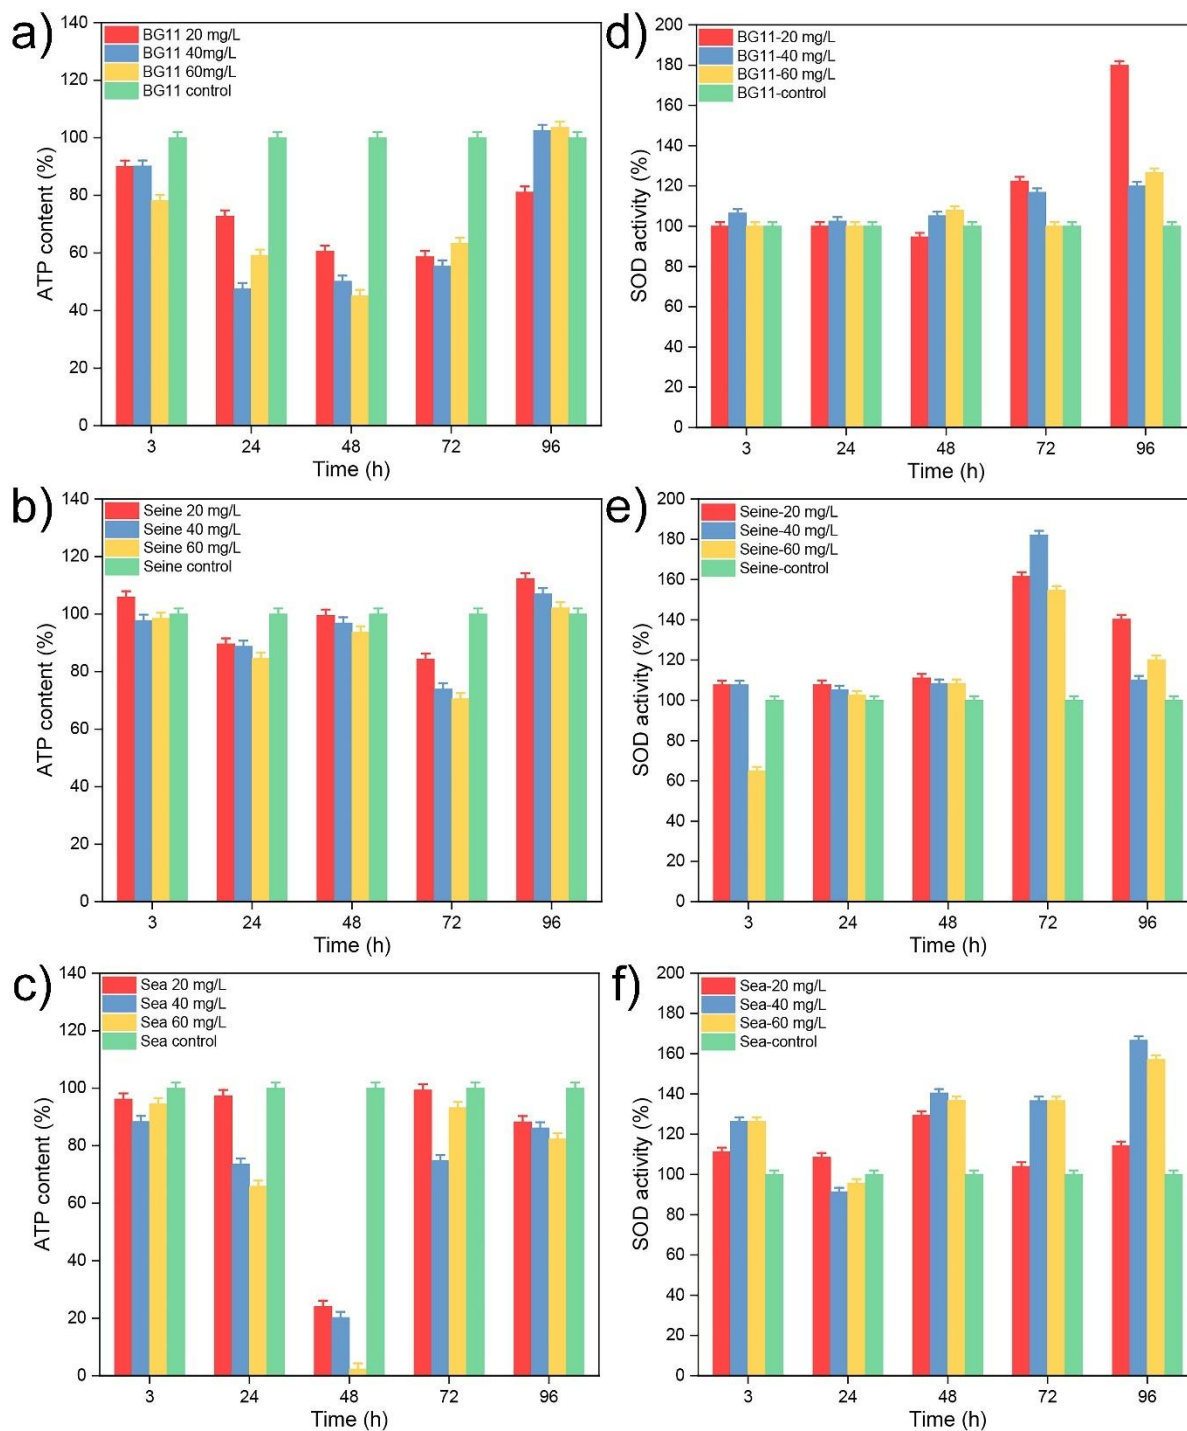 a)
BG11 20 mg/L
BG11 40mg/L
BG11 60mg/L
BG11 control
ATP content (%)
140
120
100
80
60
40
20
0
3 24 48 72 96
Time (h)
d)
BG11-20 mg/L
BG11-40 mg/L
BG11-60 mg/L
BG11-control
SOD activity (%)
200
180
160
140
120
100
80
60
40
20
0
3 24 48 72 96
Time (h)
b)
Seine 20 mg/L
Seine 40 mg/L
Seine 60 mg/L
Seine control
ATP content (%)
140
120
100
80
60
40
20
0
3 24 48 72 96
Time (h)
e)
Seine-20 mg/L
Seine-40 mg/L
Seine-60 mg/L
Seine-control
SOD activity (%)
200
180
160
140
120
100
80
60
40
20
0
3 24 48 72 96
Time (h)
c)
Sea 20 mg/L
Sea 40 mg/L
Sea 60 mg/L
Sea control
ATP content (%)
140
120
100
80
60
40
20
0
3 24 48 72 96
Time (h)
f)
Sea-20 mg/L
Sea-40 mg/L
Sea-60 mg/L
Sea-control
SOD activity (%)
200
180
160
140
120
100
80
60
40
20
0
3 24 48 72 96
Time (h)